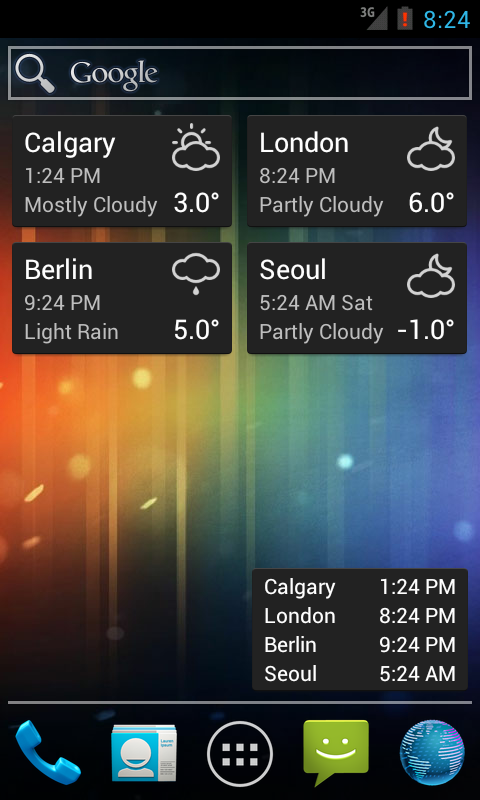 3G 8:24
Google
Calgary
1:24 PM
Mostly Cloudy 3.0°
London
8:24 PM
Partly Cloudy 6.0°
Berlin
9:24 PM
Light Rain 5.0°
Seoul
5:24 AM Sat
Partly Cloudy -1.0°
Calgary 1:24 PM
London 8:24 PM
Berlin 9:24 PM
Seoul 5:24 AM